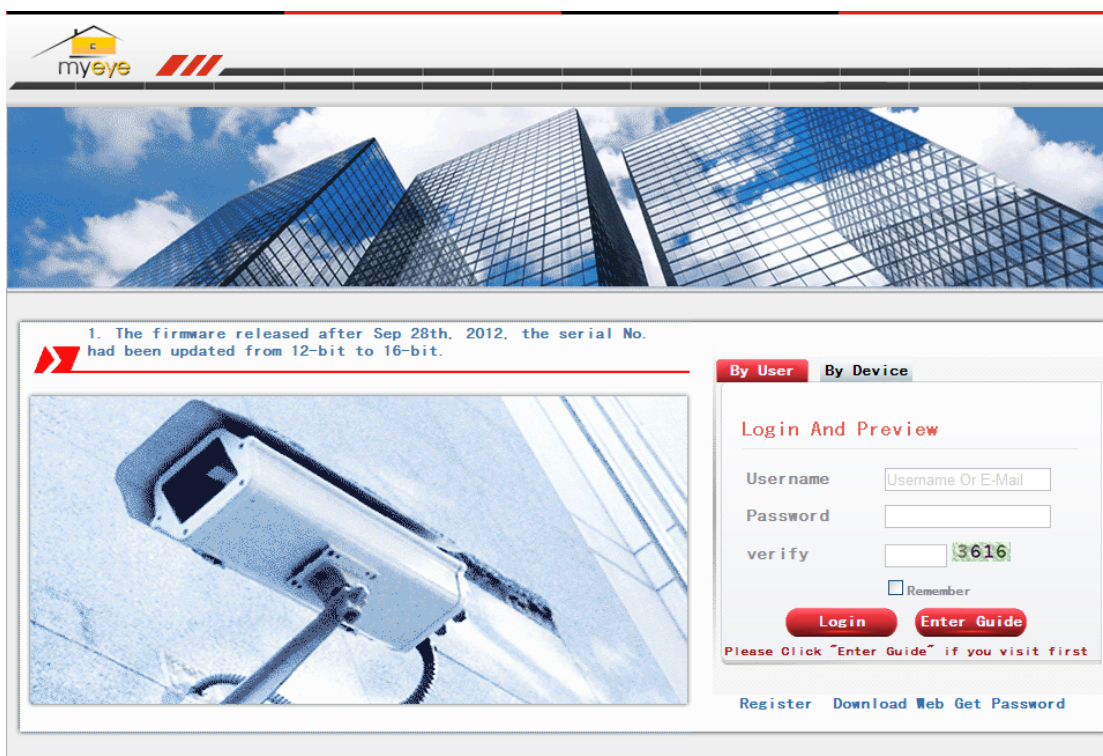 myeye
1. The firmware released after Sep 28th, 2012, the serial No.
had been updated from 12-bit to 16-bit.
By User By Device
Login And Preview
Username Username Or E-Mail
Password
verify 3616
Remember
Login Enter Guide
Please Click "Enter Guide" if you visit first
Register Download Web Get Password